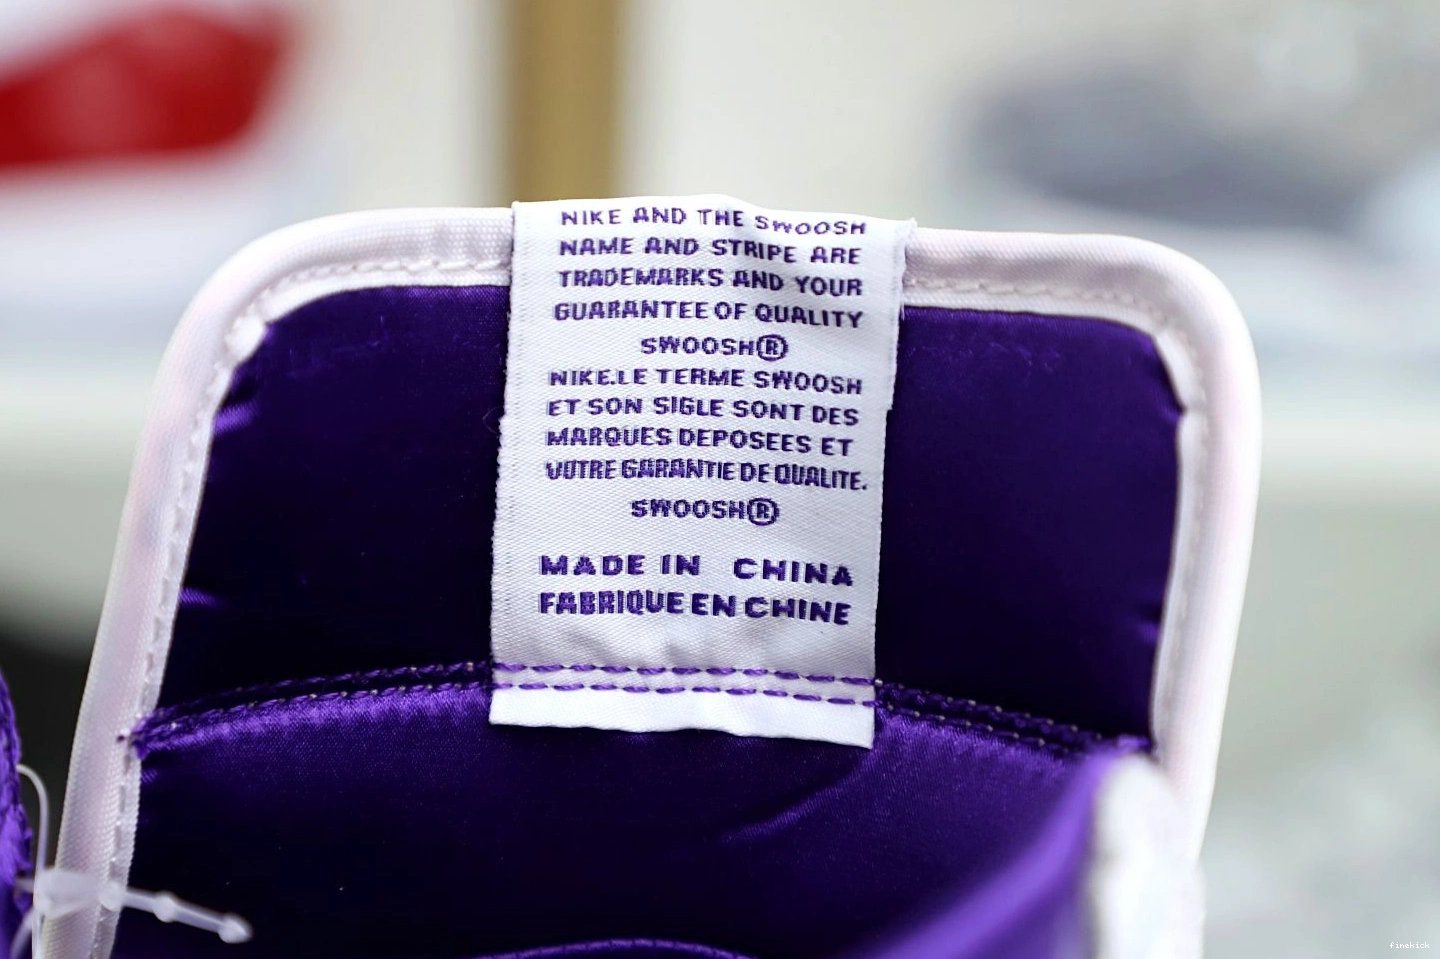 NIKE AND THE SWOOSH
NAME AND STRIPE ARE
TRADEMARKS AND YOUR
GUARANTEE OF QUALITY
SWOOSH®
NIKE.LE TERME SWOOSH
ET SON SIGLE SONT DES
MARQUES DEPOSEES ET
VOTRE GARANTIE DE QUALITE.
SWOOSH®
MADE IN CHINA
FABRIQUE EN CHINE
finekick